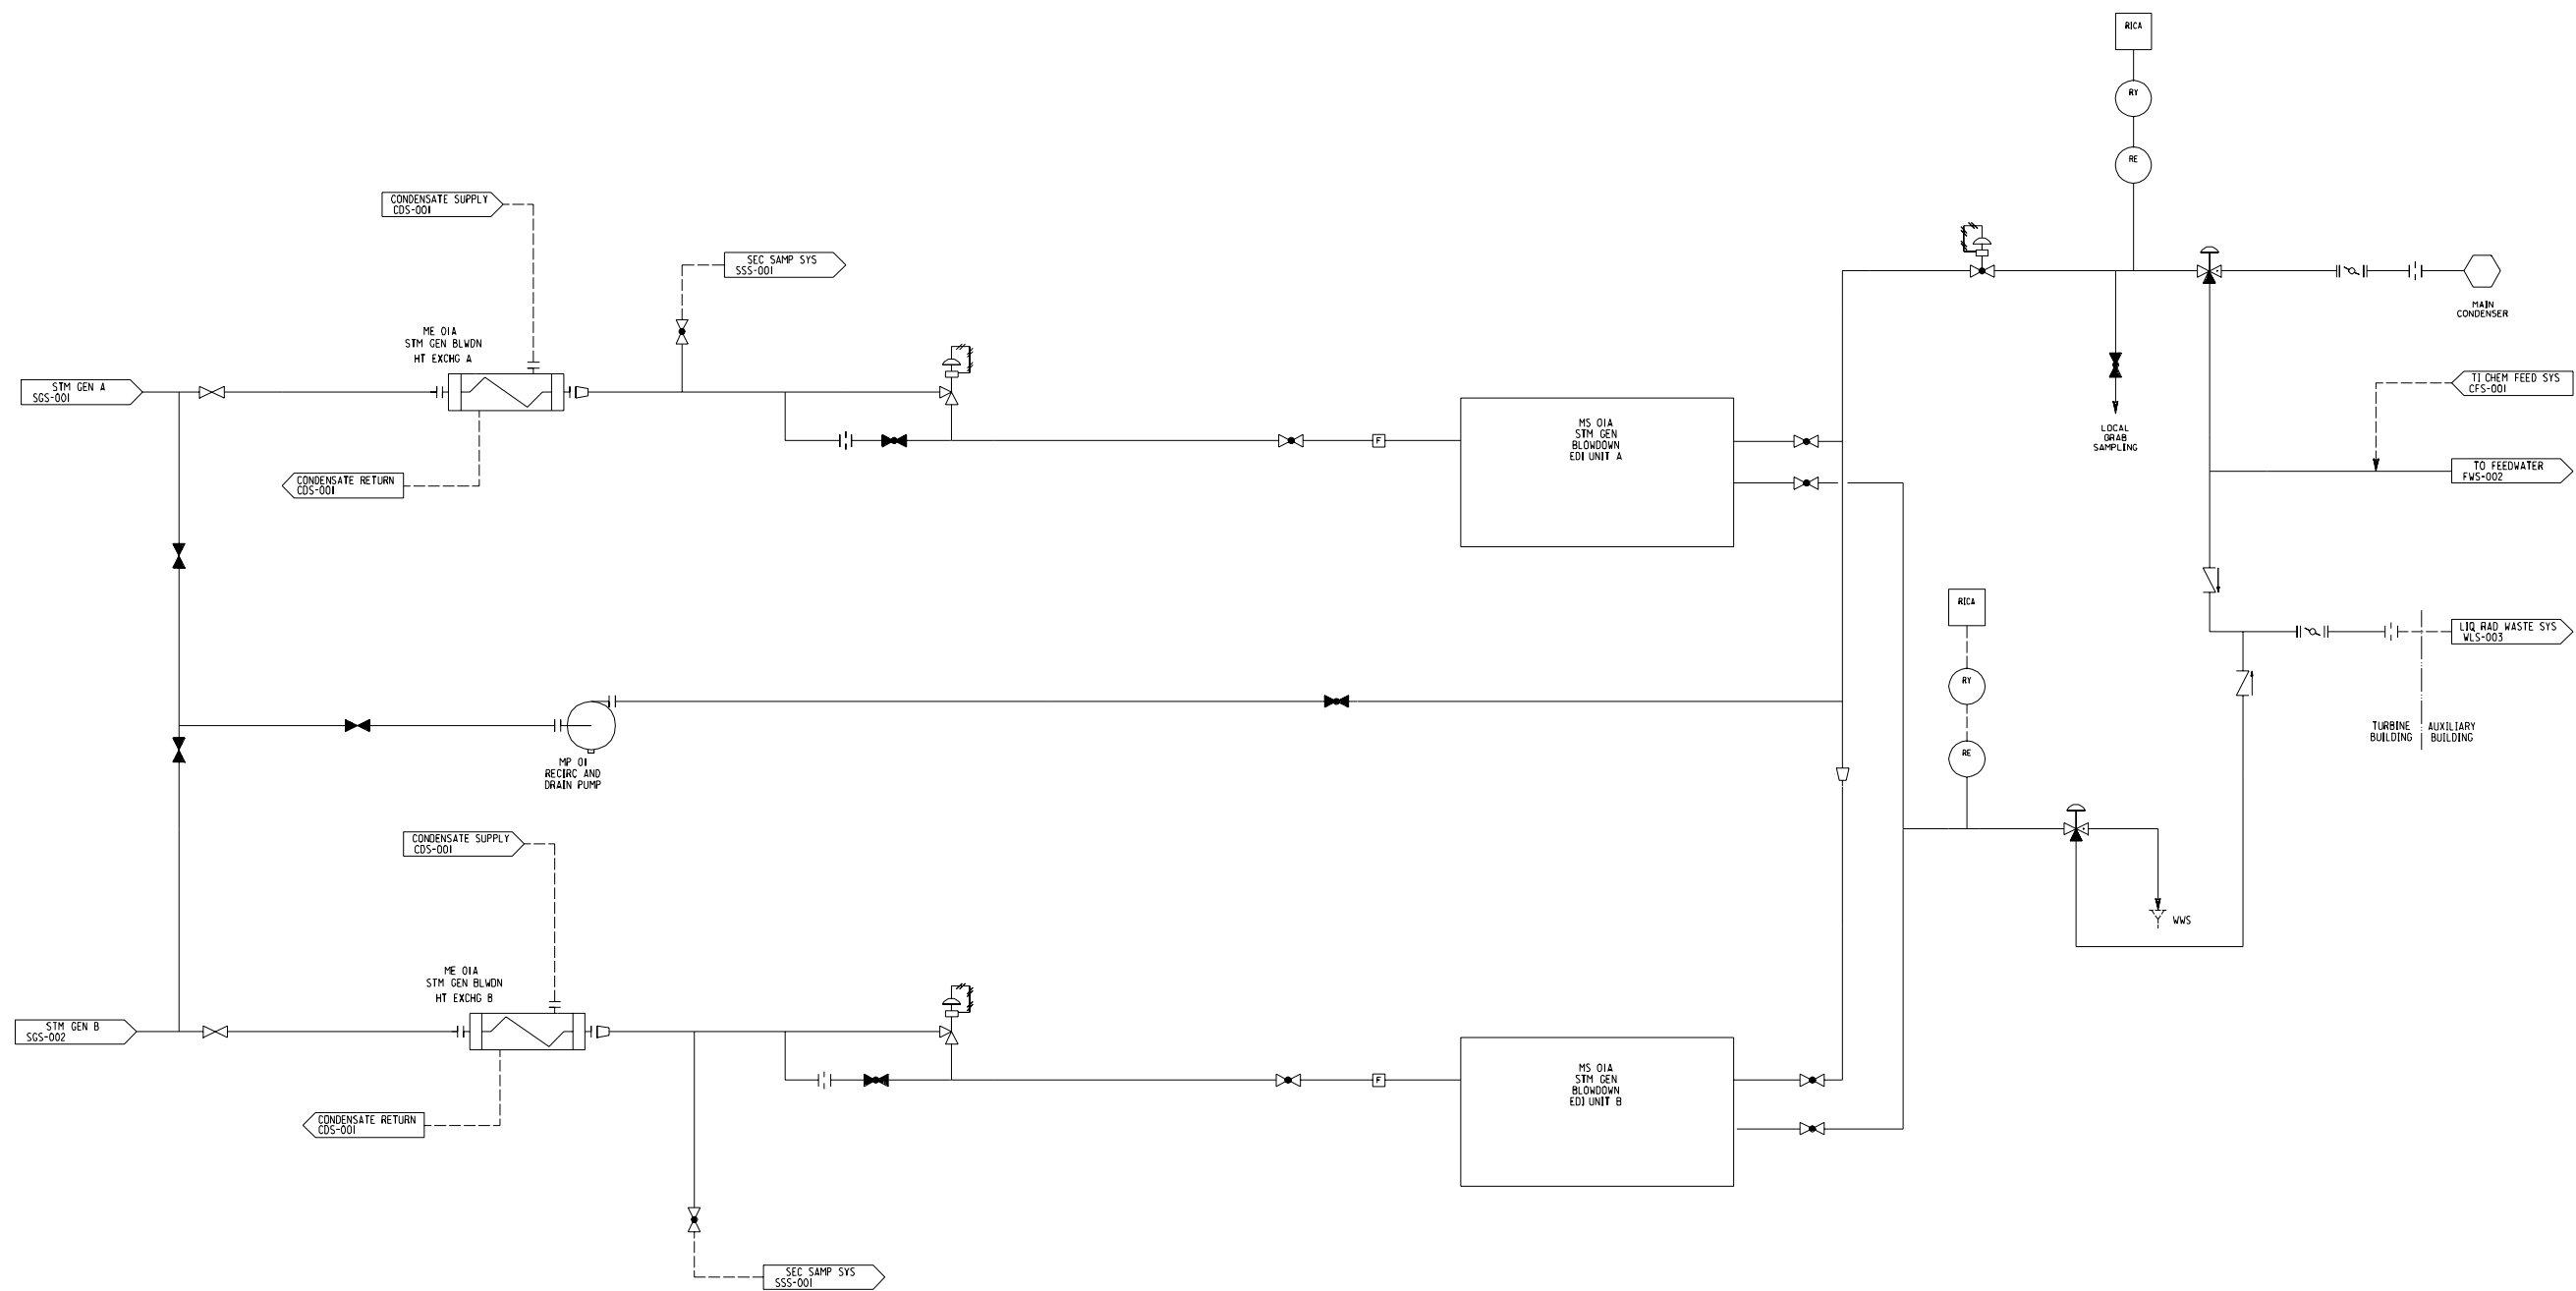 RICA
RY
RE
CONDENSATE SUPPLY
CDS-001
SEC SAMP SYS
SSS-001
MAIN
CONDENSER
ME 01A
STM GEN BLWDN
HT EXCHG A
STM GEN A
SGS-001
TI CHEM FEED SYS
CFS-001
MS 01A
STM GEN
BLOWDOWN
EDI UNIT A
F
LOCAL
GRAB
SAMPLING
TO FEEDWATER
FWS-002
CONDENSATE RETURN
CDS-001
RICA
LIQ RAD WASTE SYS
WLS-003
RY
TURBINE
BUILDING
AUXILIARY
BUILDING
RE
MP 01
RECIRC AND
DRAIN PUMP
CONDENSATE SUPPLY
CDS-001
WWS
ME 01A
STM GEN BLWDN
HT EXCHG B
STM GEN B
SGS-002
MS 01A
STM GEN
BLOWDOWN
EDI UNIT B
F
CONDENSATE RETURN
CDS-001
SEC SAMP SYS
SSS-001